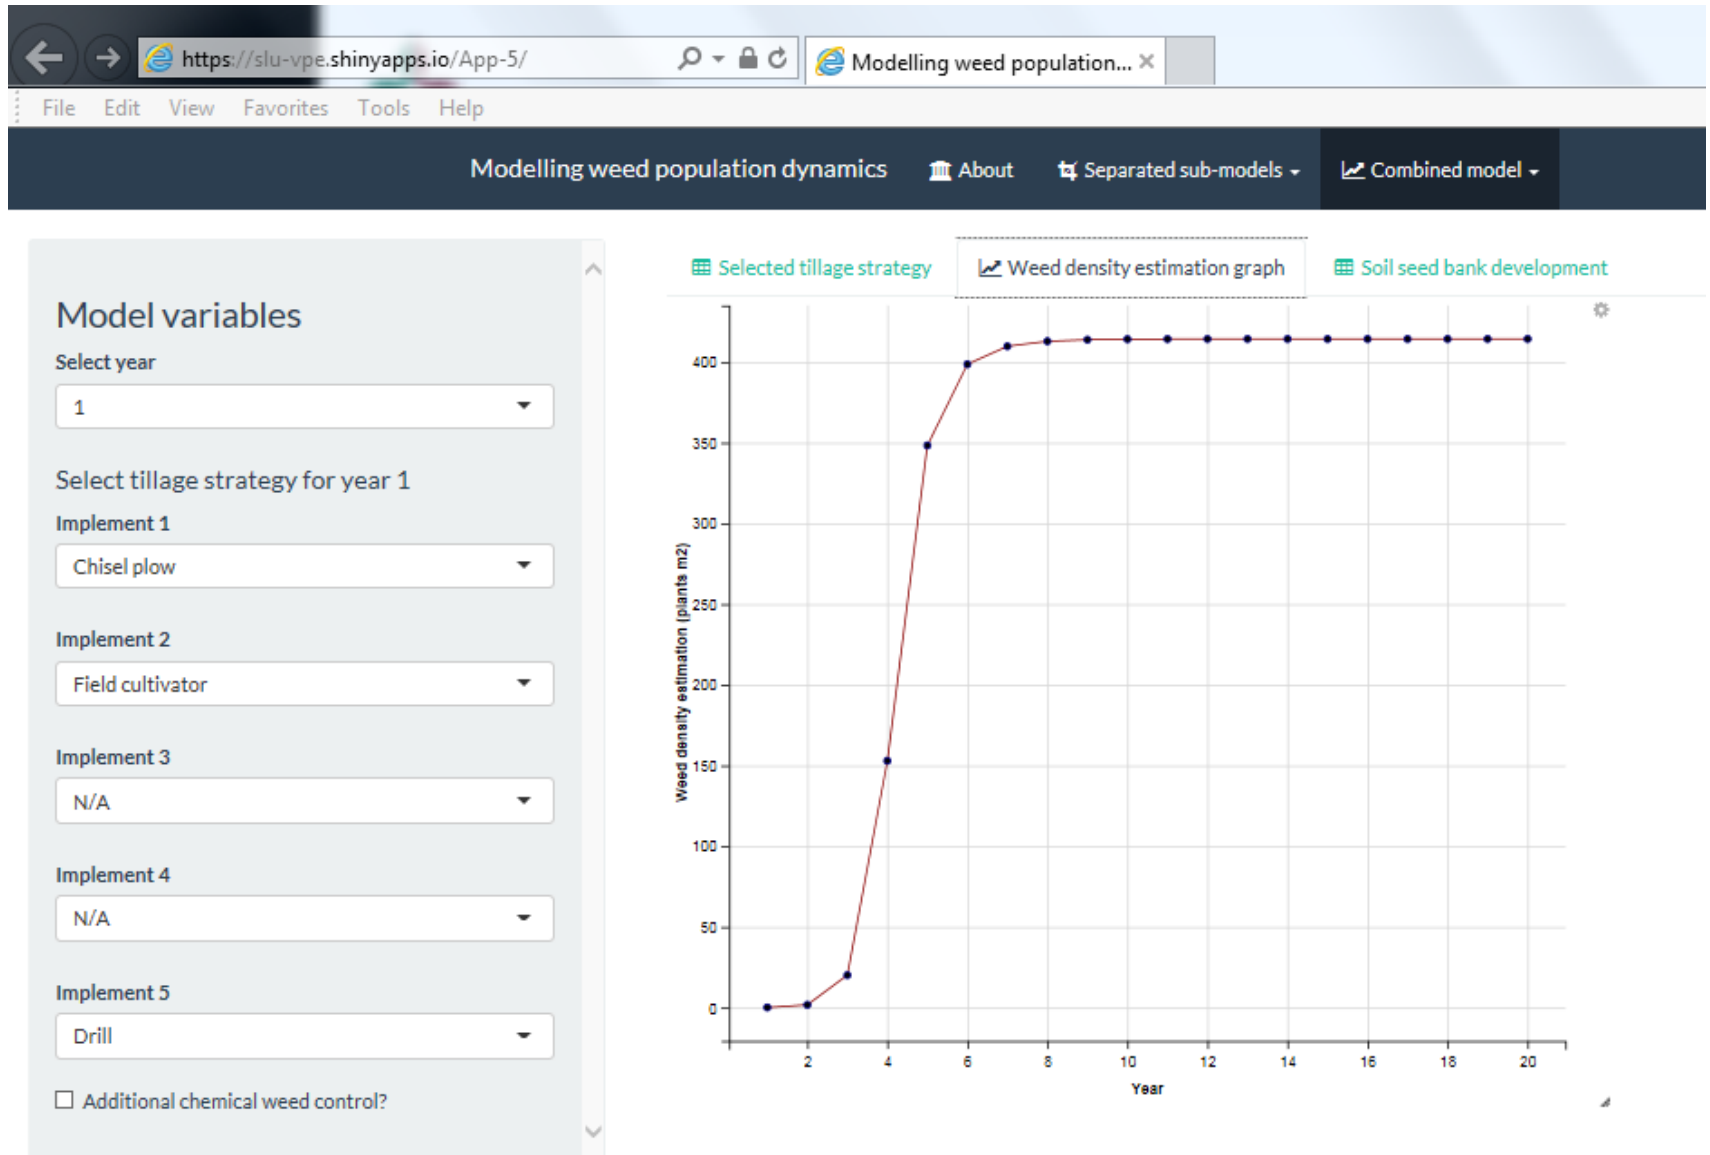 https://slu-vpe.shinyapps.io/App-5/
Modelling weed population...
File Edit View Favorites Tools Help
Modelling weed population dynamics About Separated sub-models Combined model
Selected tillage strategy Weed density estimation graph Soil seed bank development
Model variables
Select year
1
Select tillage strategy for year 1
Implement 1
Chisel plow
Implement 2
Field cultivator
Implement 3
N/A
Implement 4
N/A
Implement 5
Drill
Additional chemical weed control?
Weed density estimation (plants m2)
400
350
300
250
200
150
100
50
0
2 4 6 8 10 12 14 16 18 20
Year